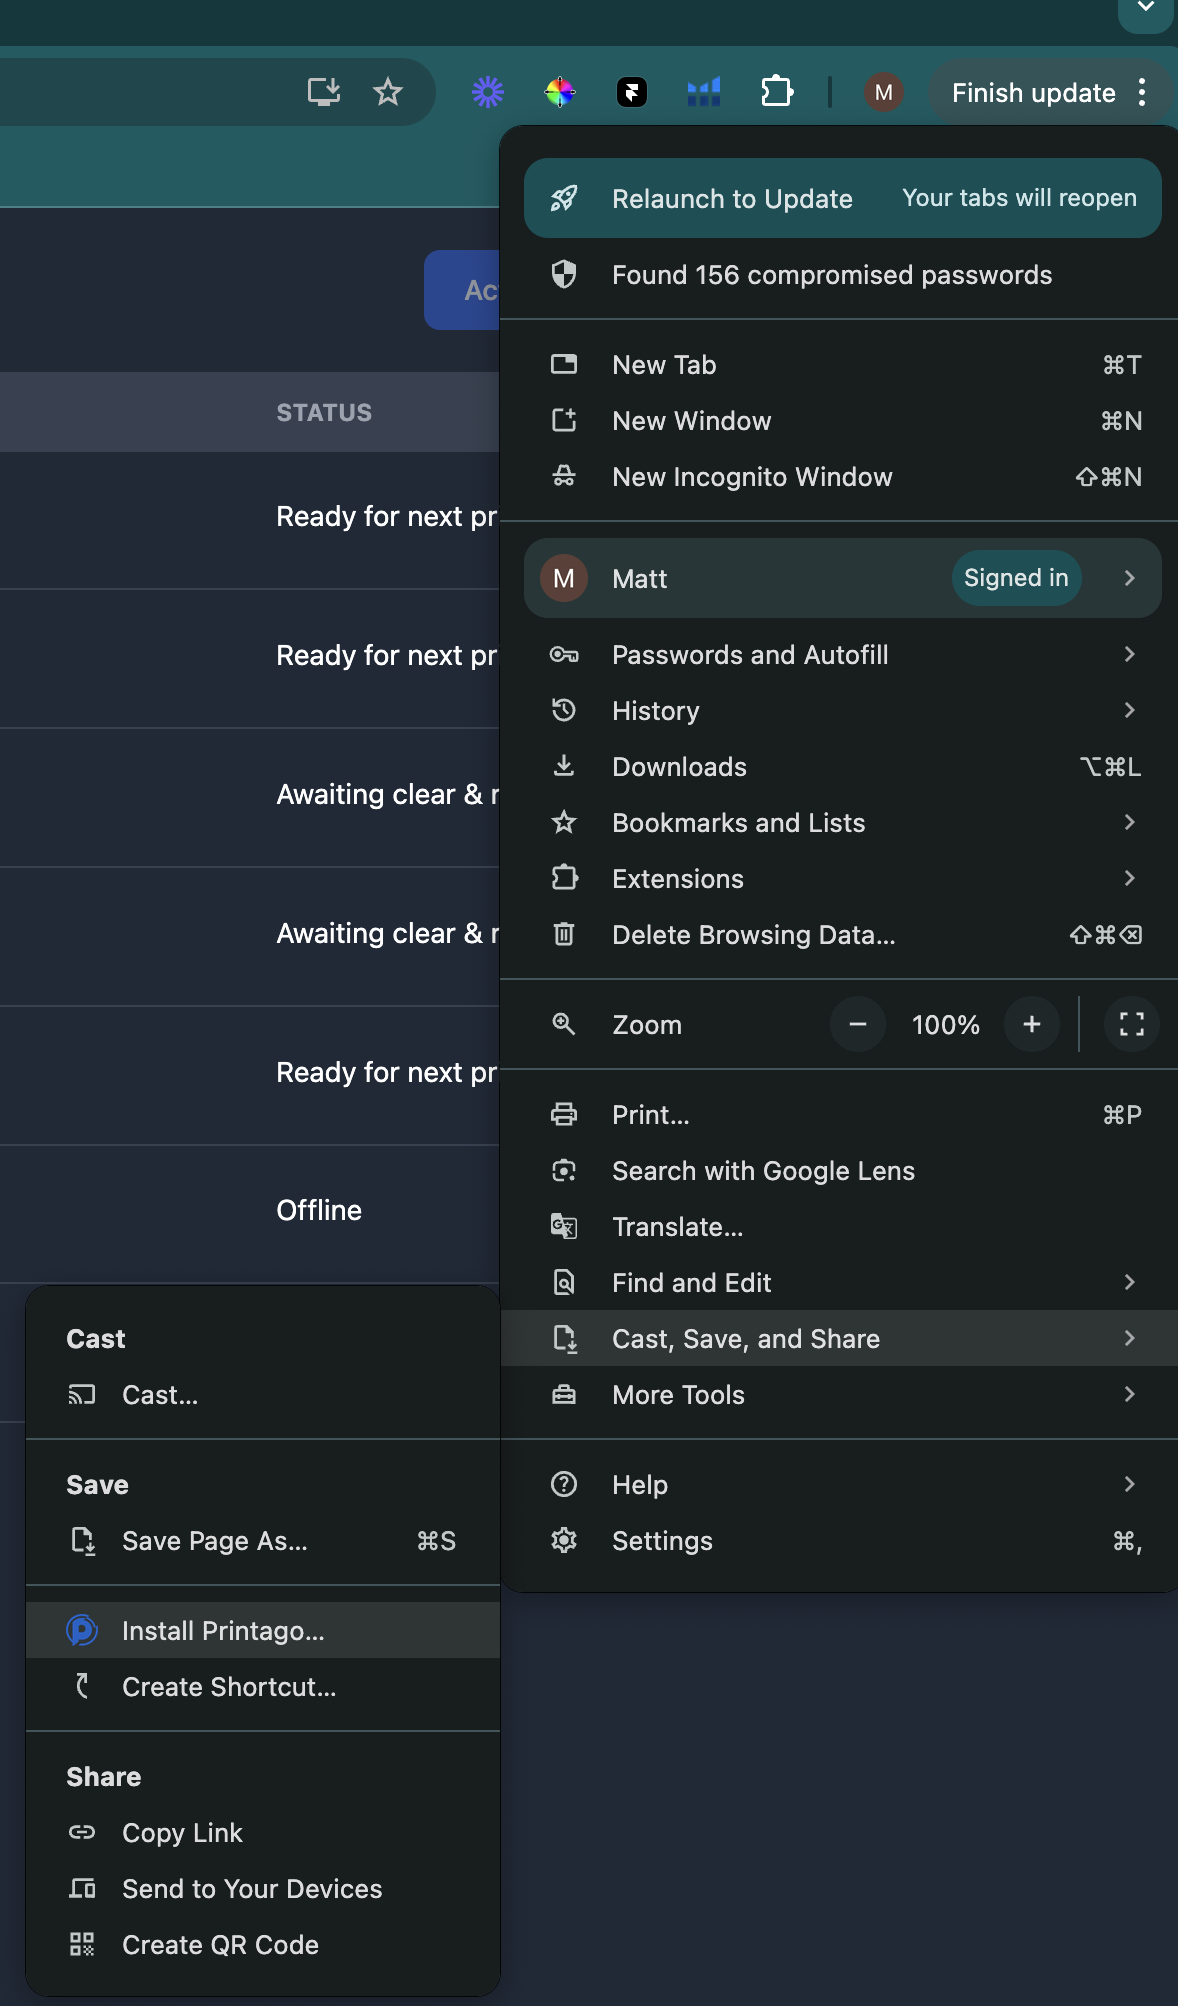 M
Finish update
Relaunch to Update Your tabs will reopen
Found 156 compromised passwords
Ac
STATUS
New Tab ⌘T
New Window ⌘N
New Incognito Window ⇧⌘N
Ready for next pr
M Matt Signed in
Ready for next pr
Passwords and Autofill
History
Downloads ⌥⌘L
Awaiting clear & r
Bookmarks and Lists
Extensions
Awaiting clear & r
Delete Browsing Data... ⇧⌘⌫
Zoom − 100% +
Ready for next pr
Print... ⌘P
Search with Google Lens
Offline
Translate...
Find and Edit
Cast, Save, and Share
More Tools
Help
Settings ⌘,
Cast
Cast...
Save
Save Page As... ⌘S
Install Printago...
Create Shortcut...
Share
Copy Link
Send to Your Devices
Create QR Code